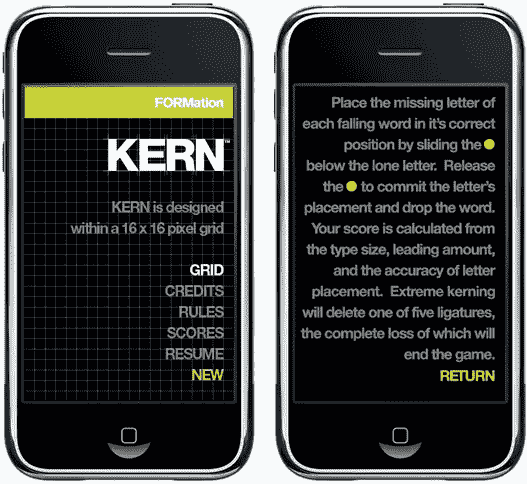 FORMation
KERN™
KERN is designed
within a 16 x 16 pixel grid
GRID
CREDITS
RULES
SCORES
RESUME
NEW
Place the missing letter of
each falling word in it's correct
position by sliding the
below the lone letter. Release
the to commit the letter's
placement and drop the word.
Your score is calculated from
the type size, leading amount,
and the accuracy of letter
placement. Extreme kerning
will delete one of five ligatures,
the complete loss of which will
end the game.
RETURN